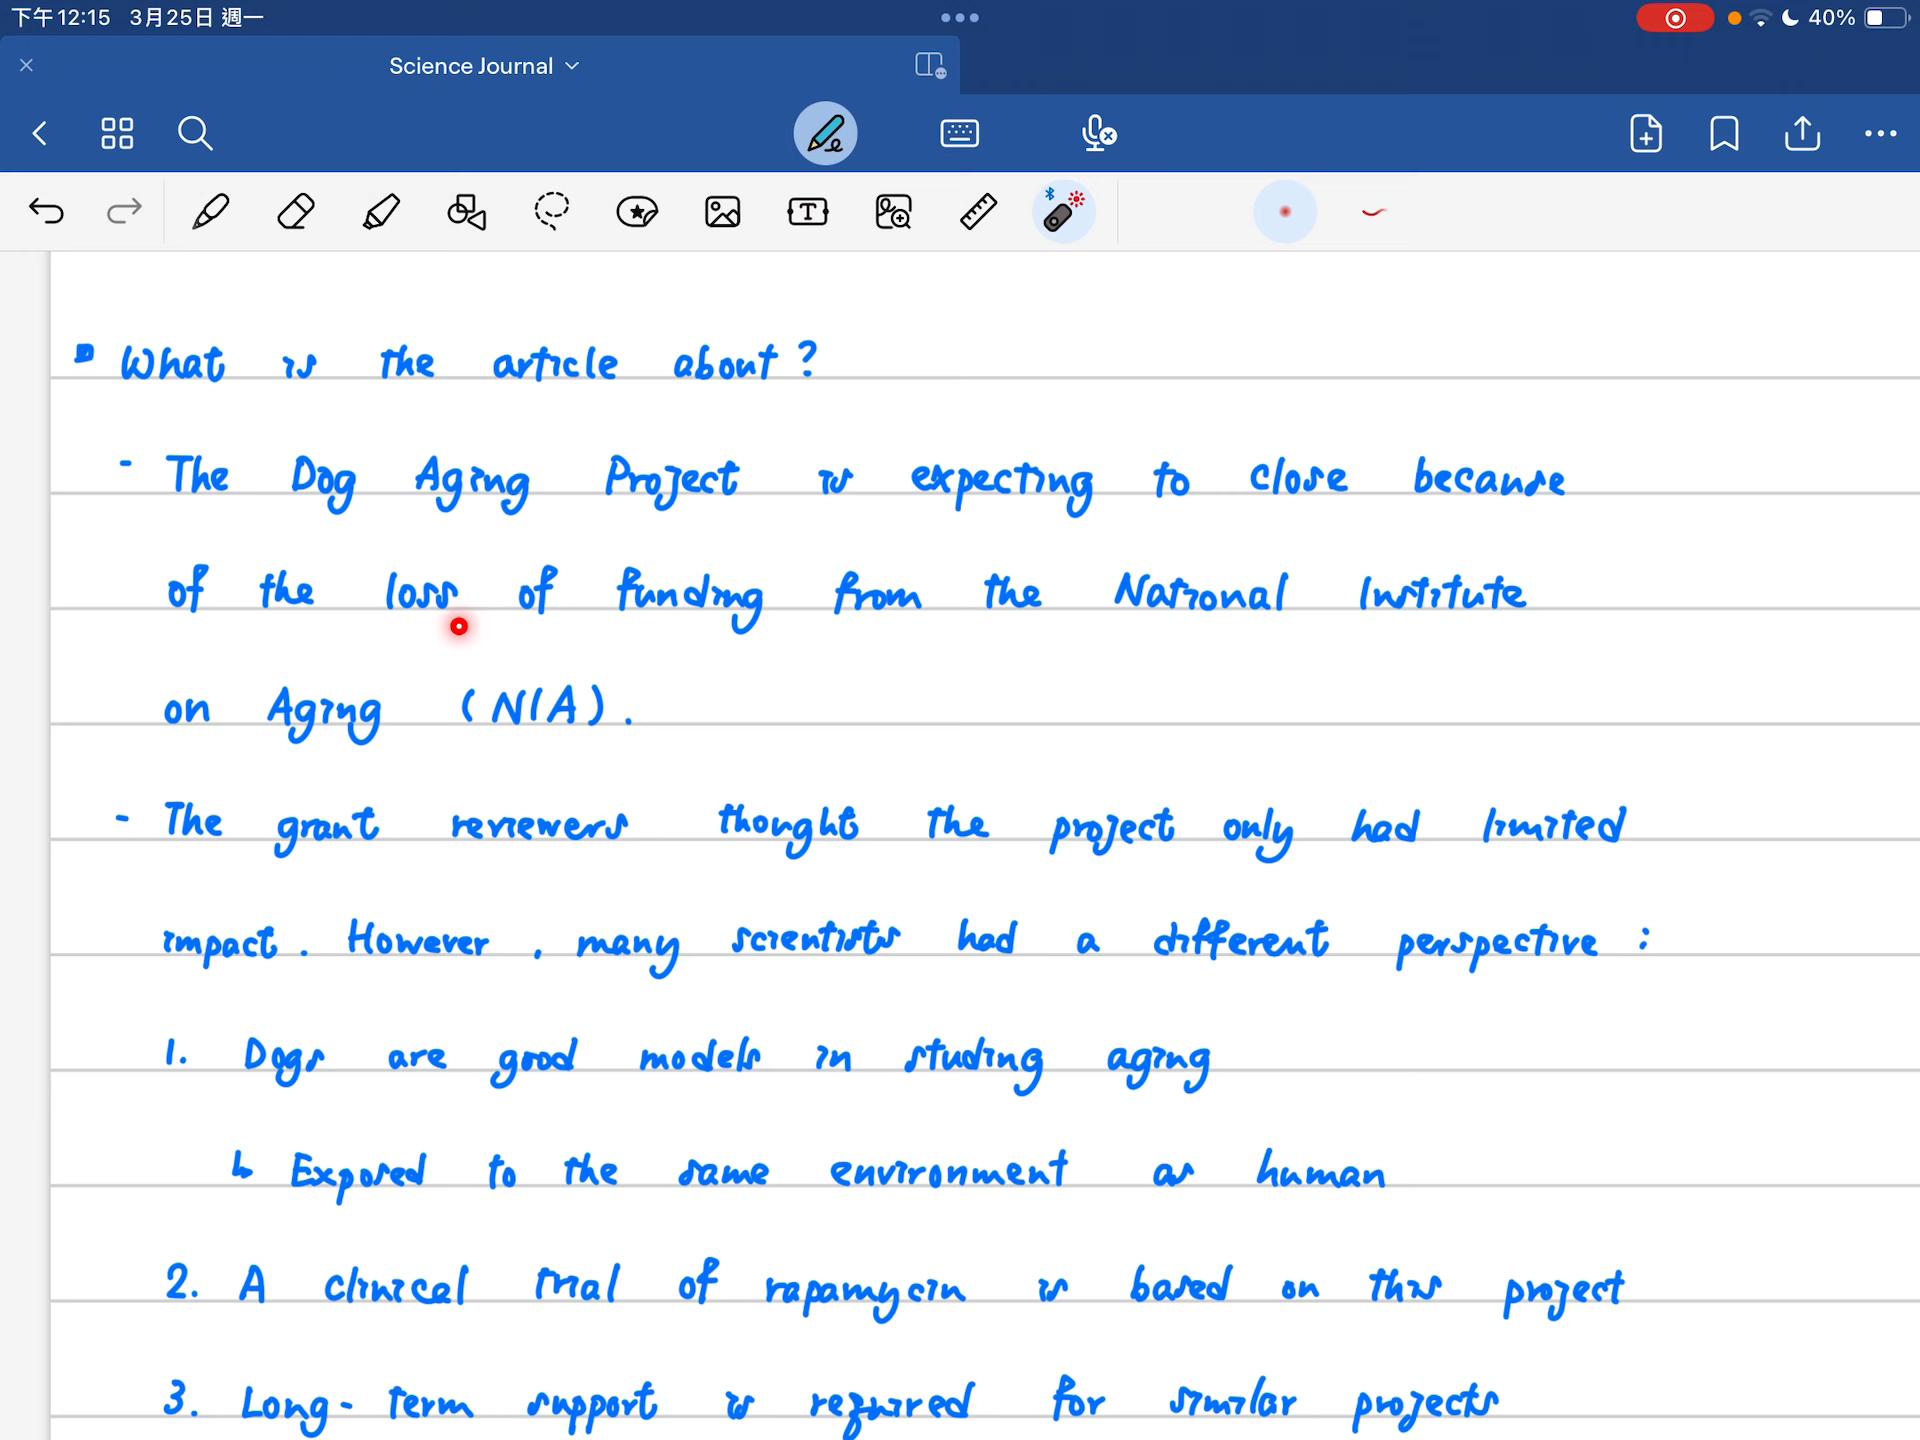 下午12:15 3月25日 週一
40%
Science Journal
What is the article about?
- The Dog Aging Project is expecting to close because
of the loss of funding from the National Institute
on Aging (NIA).
- The grant reviewers thought the project only had limited
impact. However, many scientists had a different perspective:
1. Dogs are good models in studing aging
↳ Exposed to the same environment as human
2. A clinical trial of rapamycin is based on this project
3. Long-term support is required for similar projects